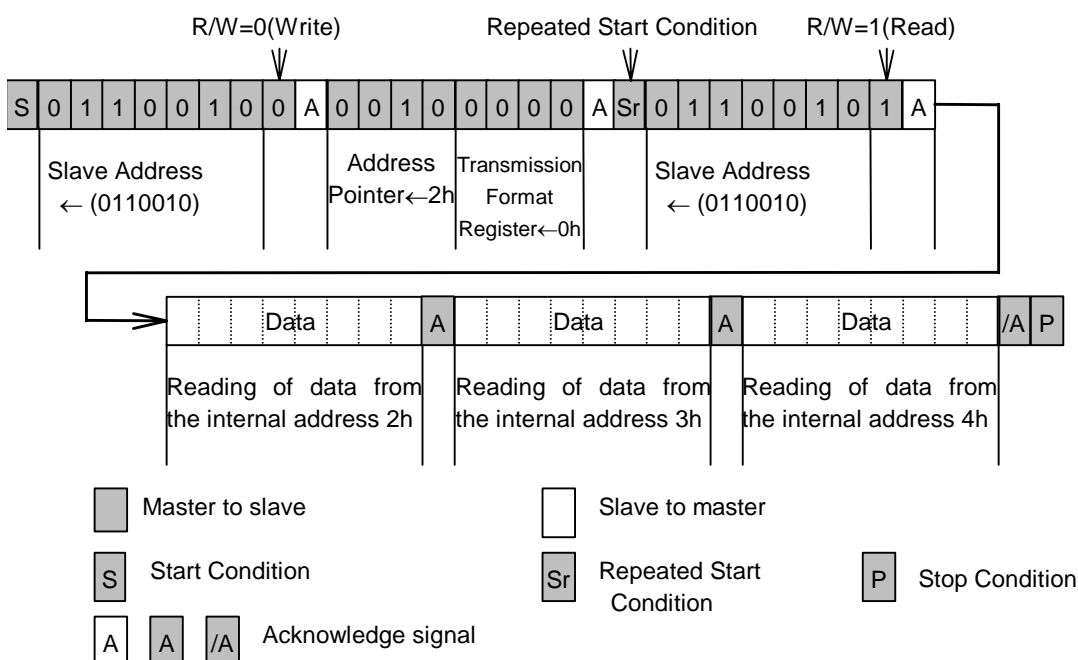 R/W=0(Write) Repeated Start Condition R/W=1(Read)
S 0 1 1 0 0 1 0 0 A 0 0 1 0 0 0 0 0 A Sr 0 1 1 0 0 1 0 1 A
Slave Address
← (0110010)
Address
Pointer←2h
Transmission
Format
Register←0h
Slave Address
← (0110010)
Data A Data A Data /A P
Reading of data from
the internal address 2h
Reading of data from
the internal address 3h
Reading of data from
the internal address 4h
Master to slave
Slave to master
S Start Condition
Sr Repeated Start
Condition
P Stop Condition
A A /A Acknowledge signal